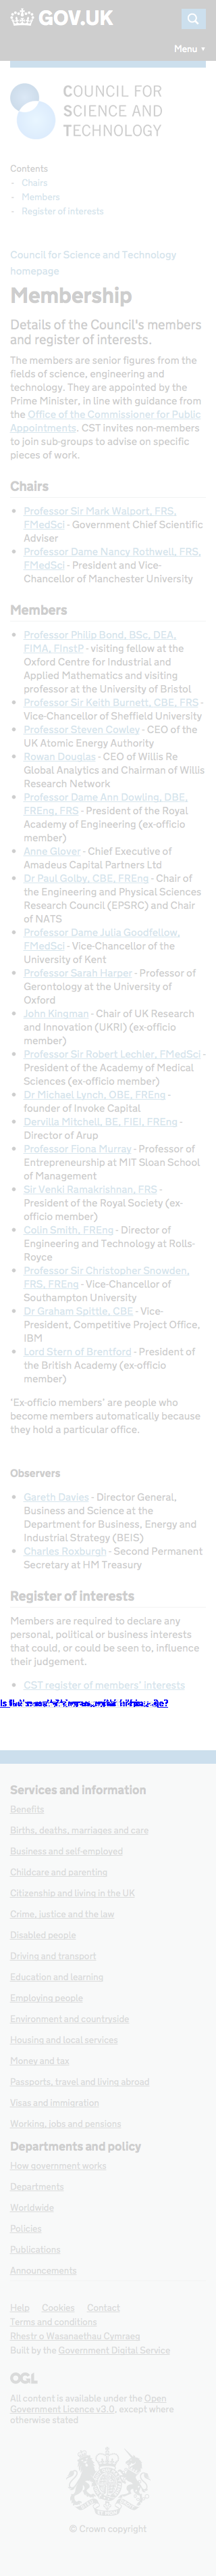 GOV.UK
Menu ▼
COUNCIL FOR
SCIENCE AND
TECHNOLOGY
Contents
- Chairs
- Members
- Register of interests
Council for Science and Technology
homepage
Membership
Details of the Council's members
and register of interests.
The members are senior figures from the
fields of science, engineering and
technology. They are appointed by the
Prime Minister, in line with guidance from
the Office of the Commissioner for Public
Appointments. CST invites non-members
to join sub-groups to advise on specific
pieces of work.
Chairs
• Professor Sir Mark Walport, FRS,
FMedSci - Government Chief Scientific
Adviser
• Professor Dame Nancy Rothwell, FRS,
FMedSci - President and Vice-
Chancellor of Manchester University
Members
• Professor Philip Bond, BSc, DEA,
FIMA, FInstP - visiting fellow at the
Oxford Centre for Industrial and
Applied Mathematics and visiting
professor at the University of Bristol
• Professor Sir Keith Burnett, CBE, FRS -
Vice-Chancellor of Sheffield University
• Professor Steven Cowley - CEO of the
UK Atomic Energy Authority
• Rowan Douglas - CEO of Willis Re
Global Analytics and Chairman of Willis
Research Network
• Professor Dame Ann Dowling, DBE,
FREng, FRS - President of the Royal
Academy of Engineering (ex-officio
member)
• Anne Glover - Chief Executive of
Amadeus Capital Partners Ltd
• Dr Paul Golby, CBE, FREng - Chair of
the Engineering and Physical Sciences
Research Council (EPSRC) and Chair
of NATS
• Professor Dame Julia Goodfellow,
FMedSci - Vice-Chancellor of the
University of Kent
• Professor Sarah Harper - Professor of
Gerontology at the University of
Oxford
• John Kingman - Chair of UK Research
and Innovation (UKRI) (ex-officio
member)
• Professor Sir Robert Lechler, FMedSci -
President of the Academy of Medical
Sciences (ex-officio member)
• Dr Michael Lynch, OBE, FREng -
founder of Invoke Capital
• Dervilla Mitchell, BE, FIEI, FREng -
Director of Arup
• Professor Fiona Murray - Professor of
Entrepreneurship at MIT Sloan School
of Management
• Sir Venki Ramakrishnan, FRS -
President of the Royal Society (ex-
officio member)
• Colin Smith, FREng - Director of
Engineering and Technology at Rolls-
Royce
• Professor Sir Christopher Snowden,
FRS, FREng - Vice-Chancellor of
Southampton University
• Dr Graham Spittle, CBE - Vice-
President, Competitive Project Office,
IBM
• Lord Stern of Brentford - President of
the British Academy (ex-officio
member)
'Ex-officio members' are people who
become members automatically because
they hold a particular office.
Observers
• Gareth Davies - Director General,
Business and Science at the
Department for Business, Energy and
Industrial Strategy (BEIS)
• Charles Roxburgh - Second Permanent
Secretary at HM Treasury
Register of interests
Members are required to declare any
personal, political or business interests
that could, or could be seen to, influence
their judgement.
• CST register of members' interests
Services and information
Benefits
Births, deaths, marriages and care
Business and self-employed
Childcare and parenting
Citizenship and living in the UK
Crime, justice and the law
Disabled people
Driving and transport
Education and learning
Employing people
Environment and countryside
Housing and local services
Money and tax
Passports, travel and living abroad
Visas and immigration
Working, jobs and pensions
Departments and policy
How government works
Departments
Worldwide
Policies
Publications
Announcements
Help Cookies Contact
Terms and conditions
Rhestr o Wasanaethau Cymraeg
Built by the Government Digital Service
OGL
All content is available under the Open
Government Licence v3.0, except where
otherwise stated
© Crown copyright